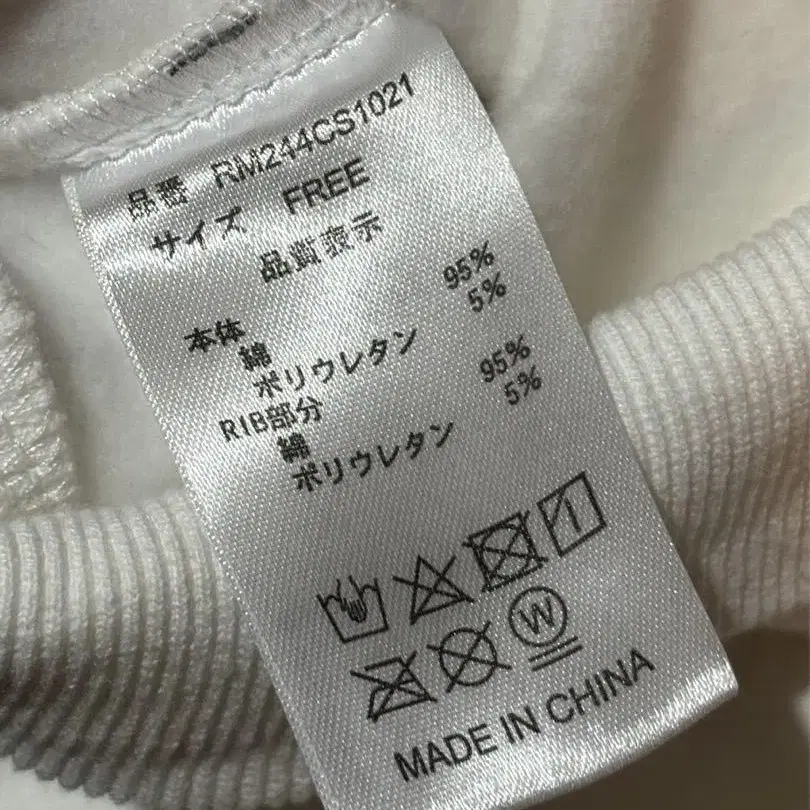 品番 RM244CS1021
サイズ FREE
品質表示
本体
綿 95%
ポリウレタン 5%
RIB部分
綿 95%
ポリウレタン 5%
W
MADE IN CHINA